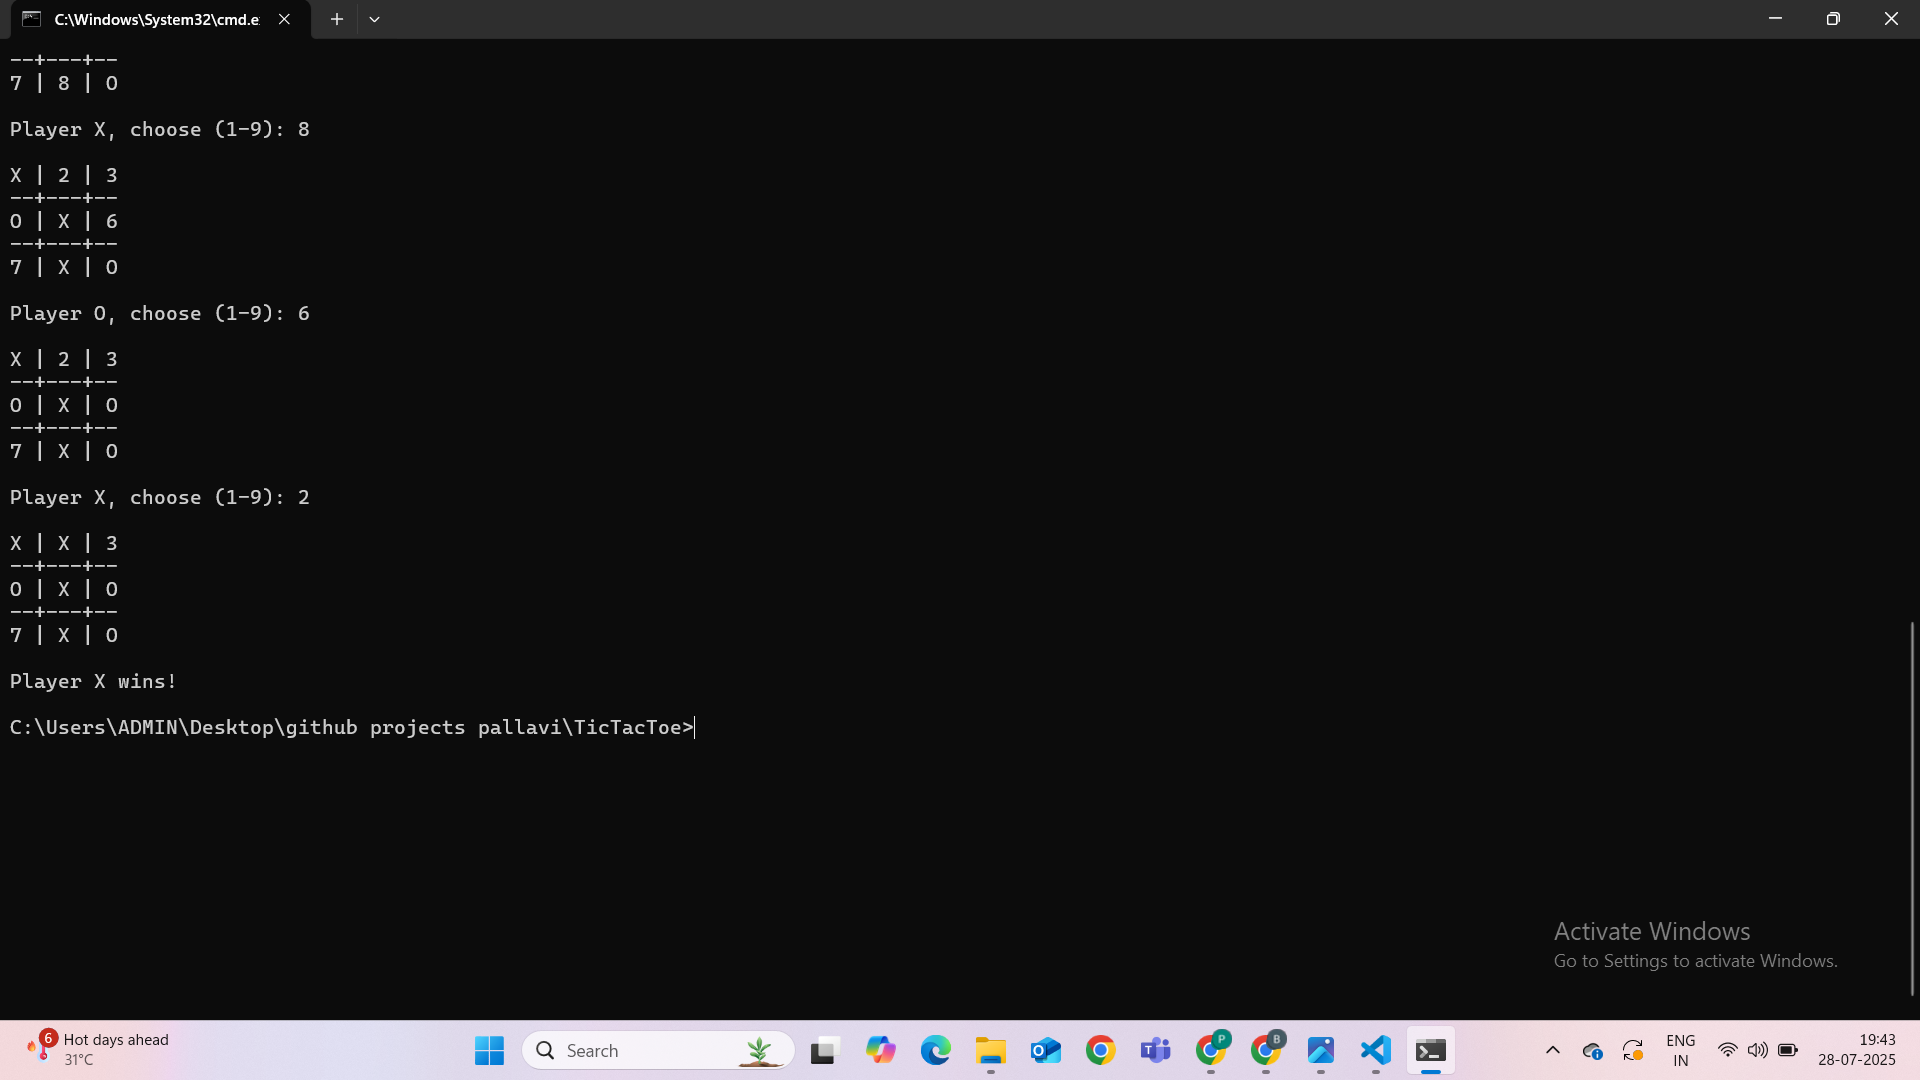 C:\Windows\System32\cmd.e
--+---+--
7 | 8 | O
Player X, choose (1-9): 8
X | 2 | 3
--+---+--
O | X | 6
--+---+--
7 | X | O
Player O, choose (1-9): 6
X | 2 | 3
--+---+--
O | X | O
--+---+--
7 | X | O
Player X, choose (1-9): 2
X | X | 3
--+---+--
O | X | O
--+---+--
7 | X | O
Player X wins!
C:\Users\ADMIN\Desktop\github projects pallavi\TicTacToe>
Activate Windows
Go to Settings to activate Windows.
6
Hot days ahead
31°C
Search
P
B
ENG
IN
19:43
28-07-2025